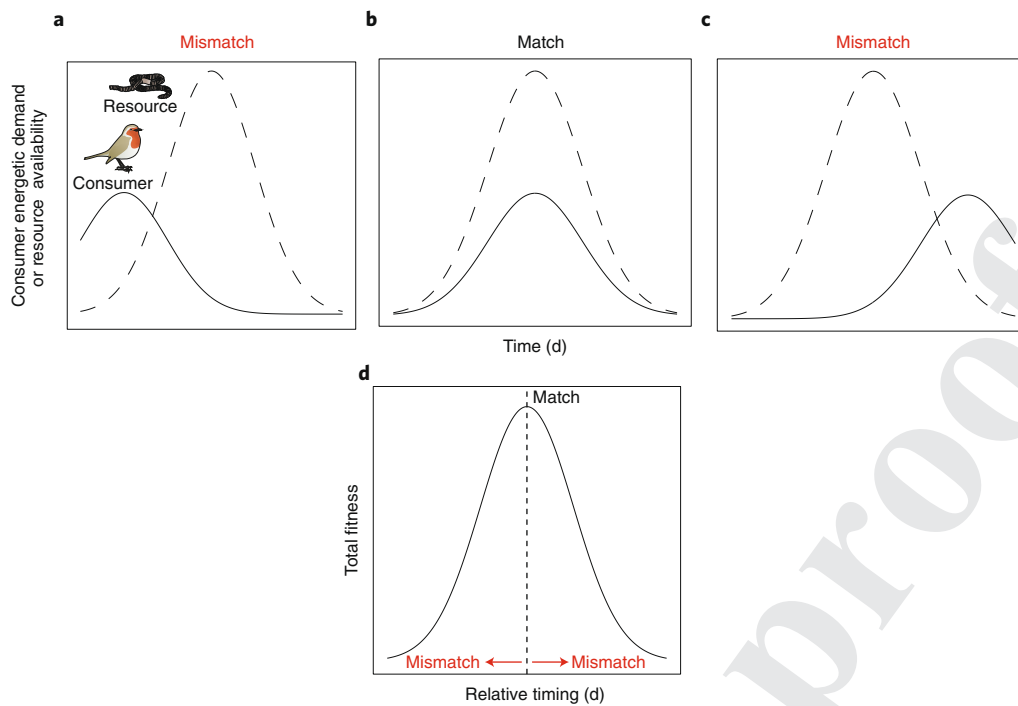 a
Mismatch
b
Match
c
Mismatch
Consumer energetic demand
or resource availability
Resource
Consumer
Time (d)
d
Match
Total fitness
Mismatch
Mismatch
Relative timing (d)
proof